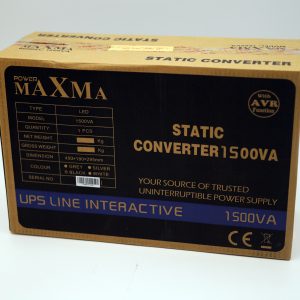 STATIC CONVERTER
POWER
MAXMA
With
AVR
Function
TYPE LED
MODEL 1500VA
QUANTITY 1 PCS
NET WEIGHT Kg
GROSS WEIGHT Kg
DIMENSION
COLOUR GREY SILVER
BLACK WHITE
SERIAL NO
STATIC
CONVERTER1500VA
YOUR SOURCE OF TRUSTED
UNINTERRUPTIBLE POWER SUPPLY
UPS LINE INTERACTIVE 1500VA
CE